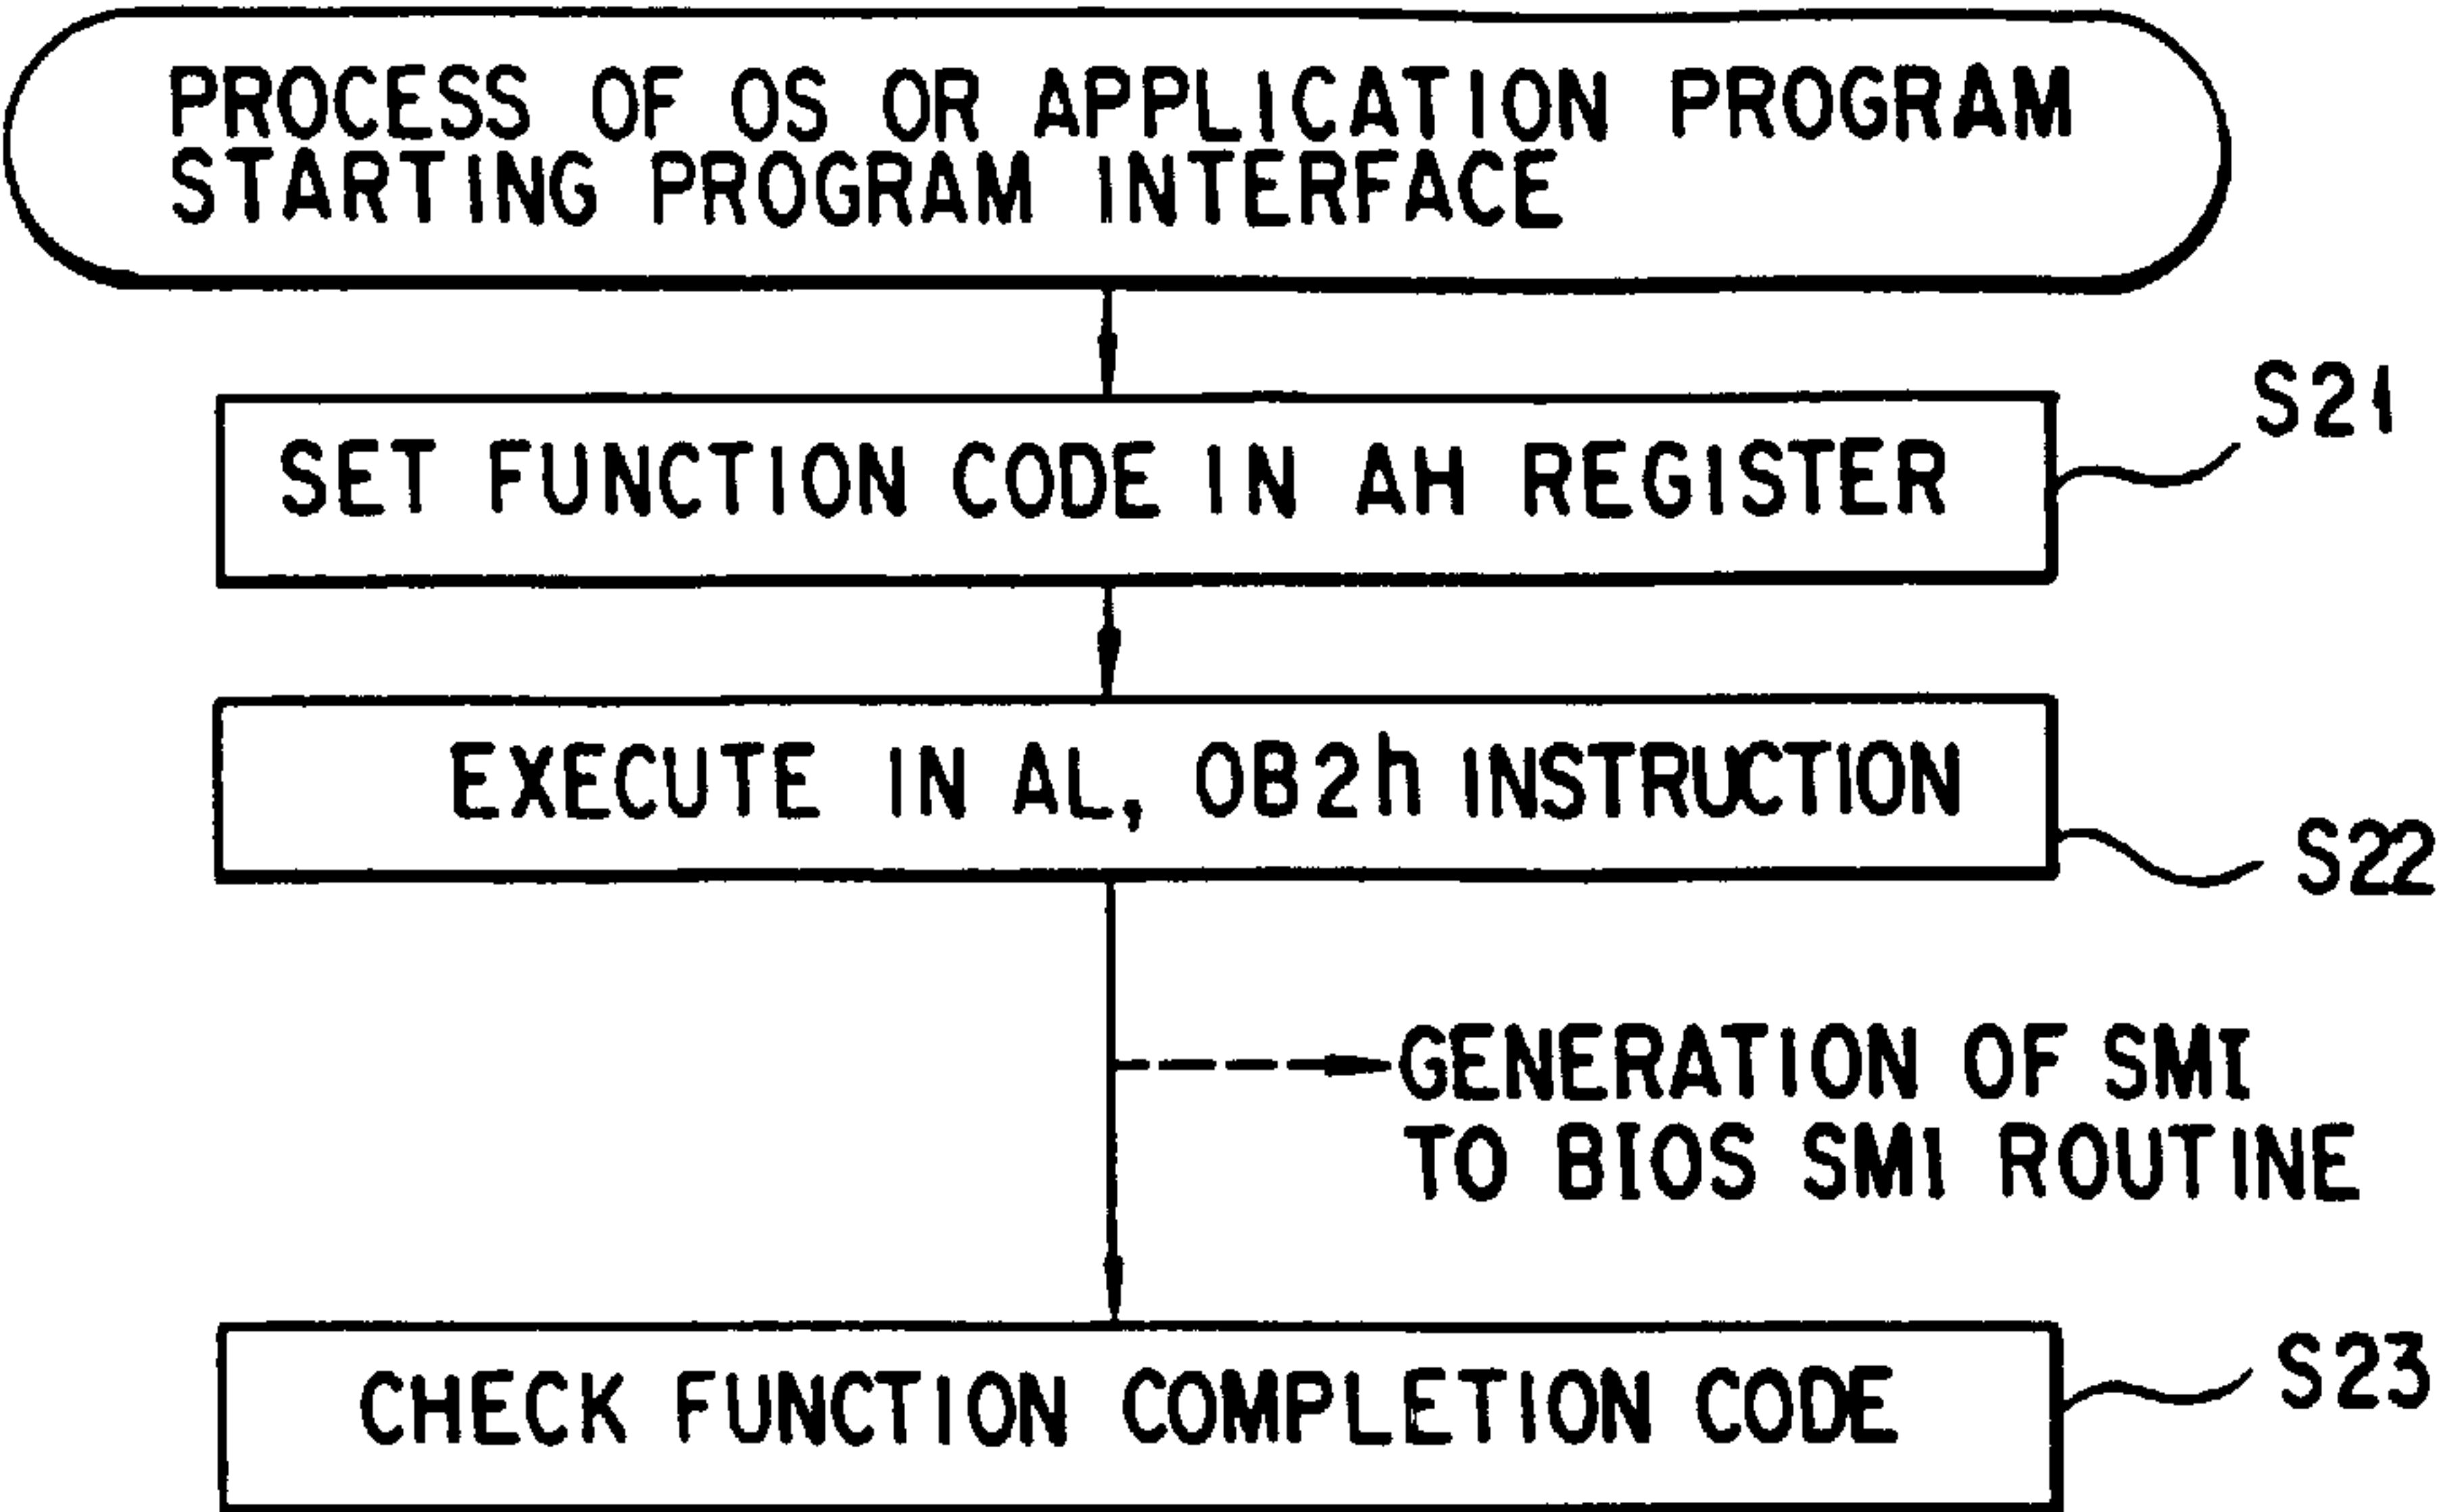 PROCESS OF OS OR APPLICATION PROGRAM
STARTING PROGRAM INTERFACE
S21
SET FUNCTION CODE IN AH REGISTER
EXECUTE IN AL, 0B2h INSTRUCTION
S22
GENERATION OF SMI
TO BIOS SMI ROUTINE
S23
CHECK FUNCTION COMPLETION CODE